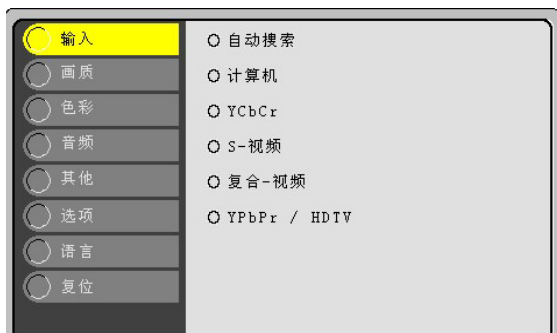 输入
画质
色彩
音频
其他
选项
语言
复位
自动搜索
计算机
YCbCr
S-视频
复合-视频
YPbPr / HDTV